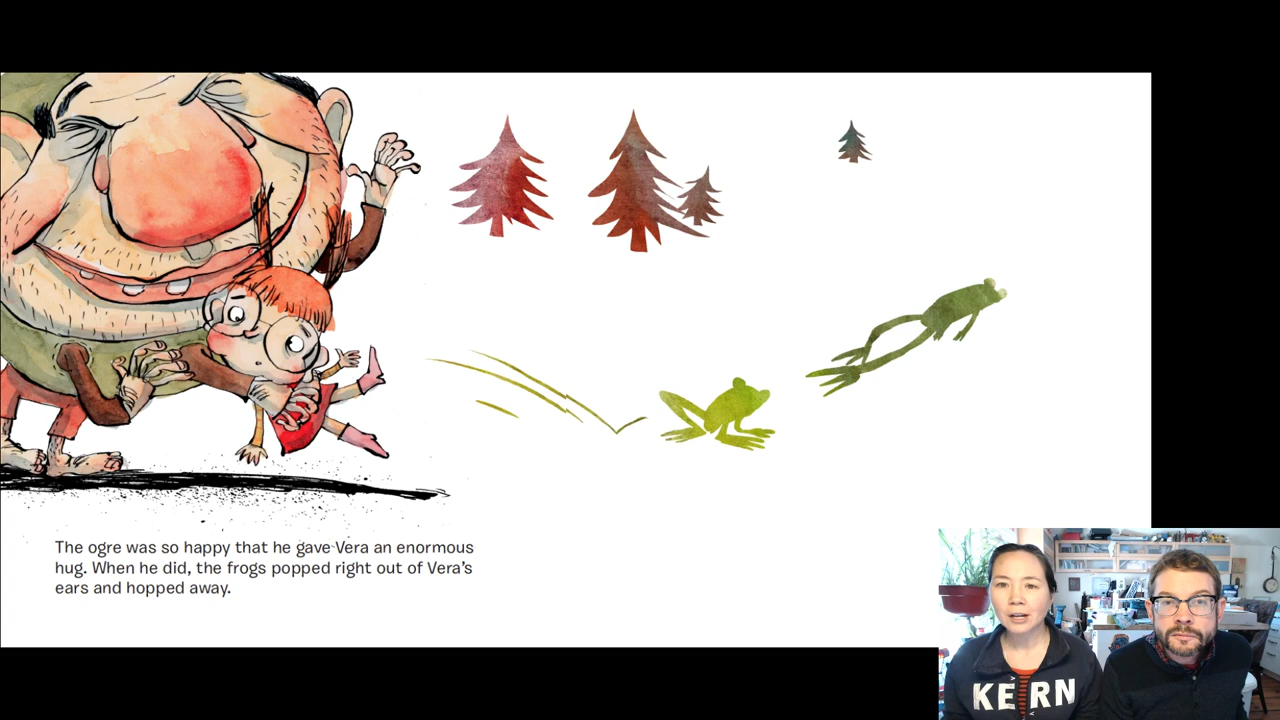 The ogre was so happy that he gave Vera an enormous
hug. When he did, the frogs popped right out of Vera's
ears and hopped away.
KERN